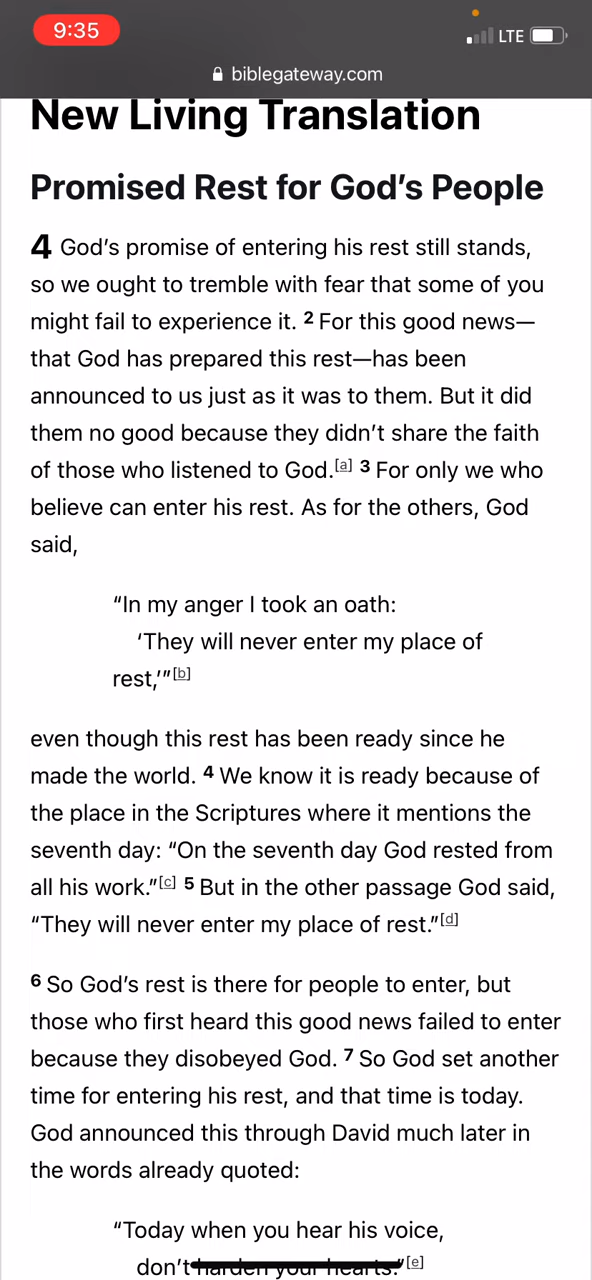 9:35
LTE
biblegateway.com
New Living Translation
Promised Rest for God’s People
4 God’s promise of entering his rest still stands,
so we ought to tremble with fear that some of you
might fail to experience it. 2 For this good news—
that God has prepared this rest—has been
announced to us just as it was to them. But it did
them no good because they didn’t share the faith
of those who listened to God.[a] 3 For only we who
believe can enter his rest. As for the others, God
said,
“In my anger I took an oath:
‘They will never enter my place of
rest,’”[b]
even though this rest has been ready since he
made the world. 4 We know it is ready because of
the place in the Scriptures where it mentions the
seventh day: “On the seventh day God rested from
all his work.”[c] 5 But in the other passage God said,
“They will never enter my place of rest.”[d]
6 So God’s rest is there for people to enter, but
those who first heard this good news failed to enter
because they disobeyed God. 7 So God set another
time for entering his rest, and that time is today.
God announced this through David much later in
the words already quoted:
“Today when you hear his voice,
don’t harden your hearts.”[e]